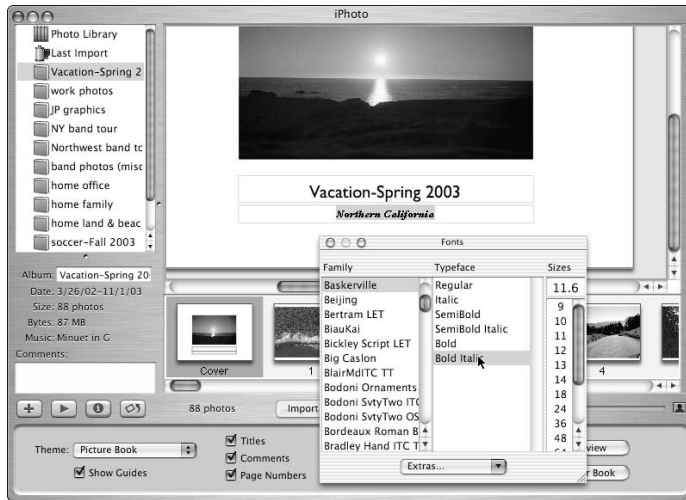 iPhoto
Photo Library
Last Import
Vacation-Spring 2
work photos
JP graphics
NY band tour
Northwest band tc
band photos (misc
home office
home family
home land & beac
soccer-Fall 2003
Album: Vacation-Spring 20
Date: 3/26/02-11/1/03
Size: 88 photos
Bytes: 87 MB
Music: Minuet in G
Comments:
Vacation-Spring 2003
Northern California
Cover
1
4
88 photos
Import
Theme: Picture Book
Show Guides
Titles
Comments
Page Numbers
view
Book
Fonts
Family
Typeface
Sizes
Baskerville
Beijing
Bertram LET
BiauKai
Bickley Script LET
Big Caslon
BlairMdITC TT
Bodoni Ornaments
Bodoni SvtyTwo ITC
Bodoni SvtyTwo OS
Bordeaux Roman B
Bradley Hand ITC T
Regular
Italic
SemiBold
SemiBold Italic
Bold
Bold Italic
11.6
9
10
11
12
13
14
18
24
36
48
64
Extras...